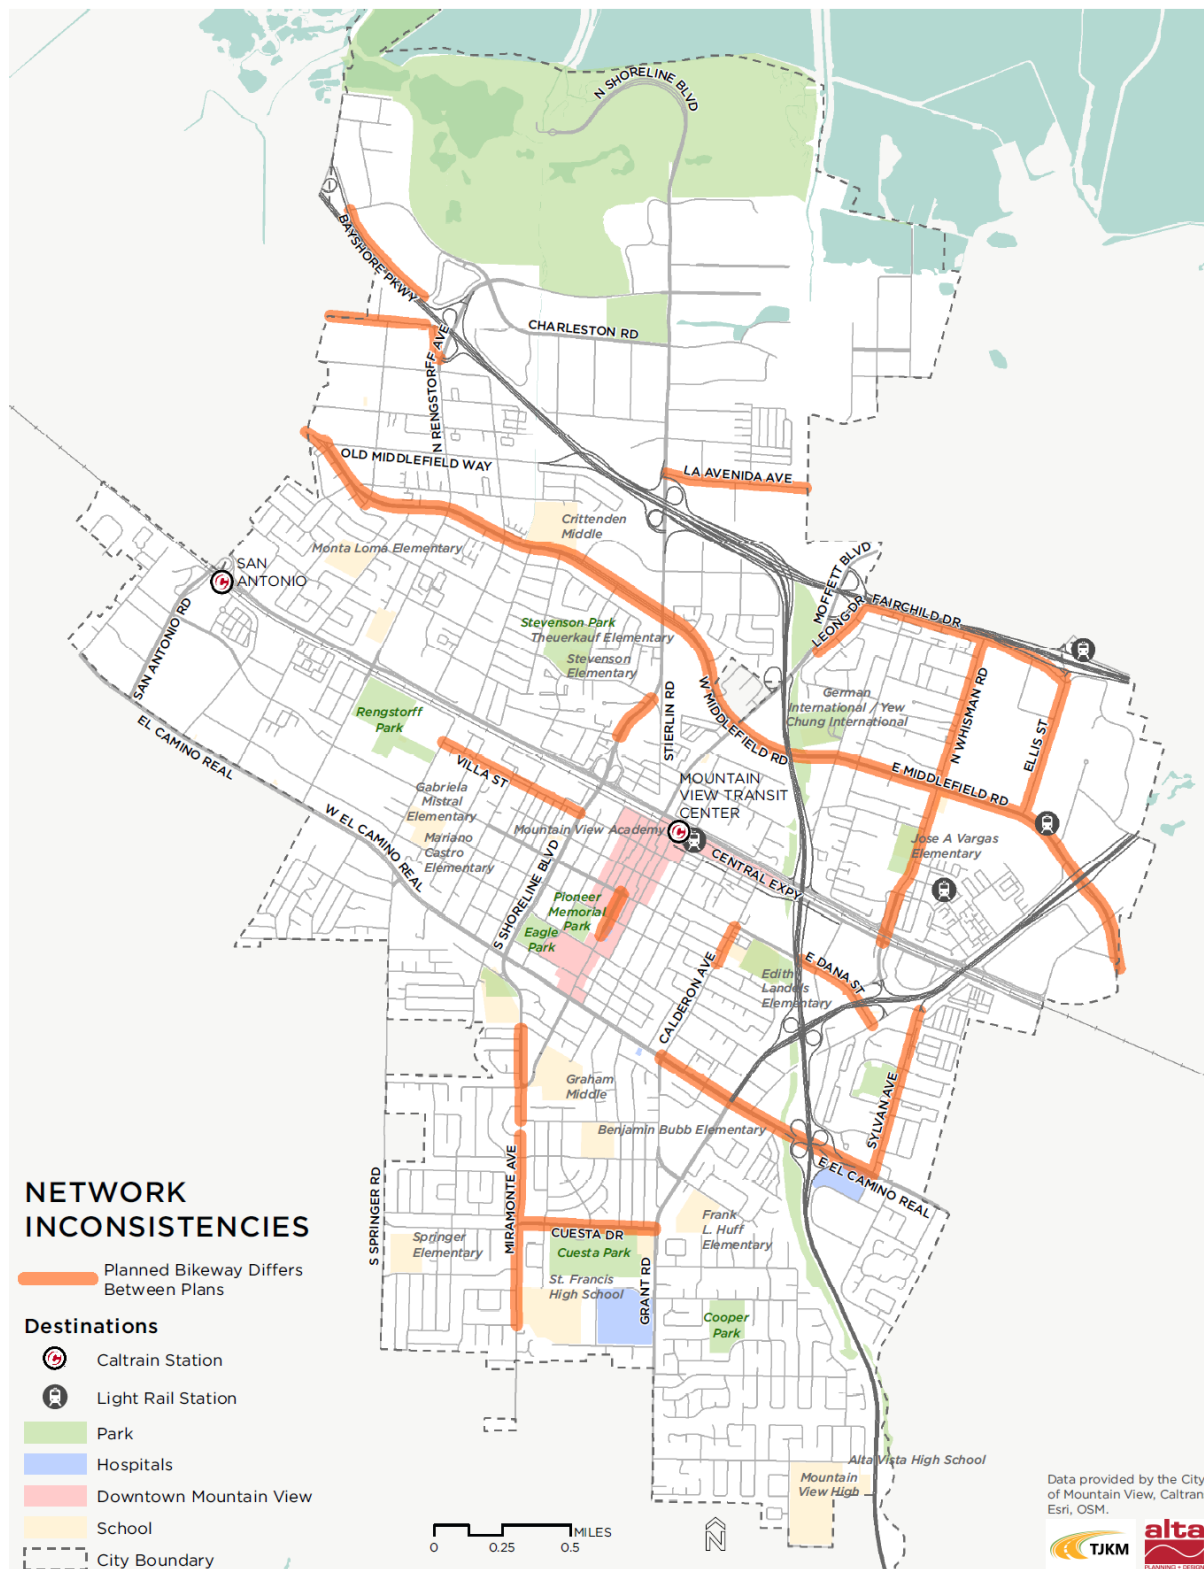 N SHORELINE BLVD
BAYSHORE PKWY
CHARLESTON RD
N RENGSTORFF AVE
OLD MIDDLEFIELD WAY
LA AVENIDA AVE
Crittenden
Middle
Monta Loma Elementary
SAN
ANTONIO
MOFFETT BLVD
LEONG DR
FAIRCHILD DR
SAN ANTONIO RD
Stevenson Park
Theuerkauf Elementary
Stevenson
Elementary
W MIDDLEFIELD RD
STIERLIN RD
German
International / Yew
Chung International
N WHISMAN RD
ELLIS ST
Rengstorff
Park
EL CAMINO REAL
VILLA ST
E MIDDLEFIELD RD
MOUNTAIN
VIEW TRANSIT
CENTER
Gabriela
Mistral
Elementary
Mariano
Castro
Elementary
Mountain View Academy
W EL CAMINO REAL
Jose A Vargas
Elementary
CENTRAL EXPY
S SHORELINE BLVD
Pioneer
Memorial
Park
Eagle
Park
CALDERON AVE
Edith
Landels
Elementary
E DANA ST
Graham
Middle
SYLVAN AVE
Benjamin Bubb Elementary
E EL CAMINO REAL
MIRAMONTE AVE
S SPRINGER RD
Springer
Elementary
CUESTA DR
Cuesta Park
Frank
L. Huff
Elementary
St. Francis
High School
GRANT RD
Cooper
Park
Alta Vista High School
Mountain
View High
NETWORK
INCONSISTENCIES
Planned Bikeway Differs
Between Plans
Destinations
Caltrain Station
Light Rail Station
Park
Hospitals
Downtown Mountain View
School
City Boundary
MILES
0 0.25 0.5
N
Data provided by the City
of Mountain View, Caltran
Esri, OSM.
TJKM
alta
PLANNING + DESIGN